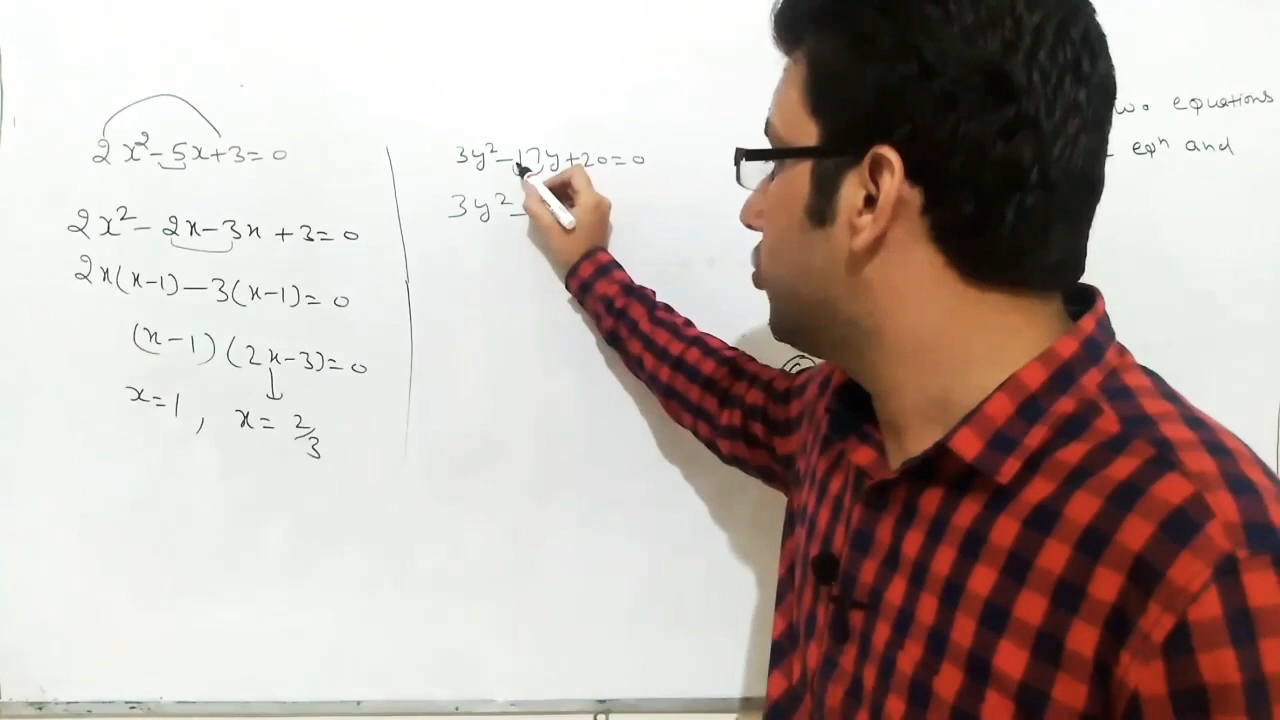 2x² - 5x + 3 = 0
2x² - 2x - 3x + 3 = 0
2x(x-1) - 3(x-1) = 0
(x-1)(2x-3) = 0
x = 1, x = 2/3
3y² - 17y + 20 = 0
3y² -
equations
eqn and